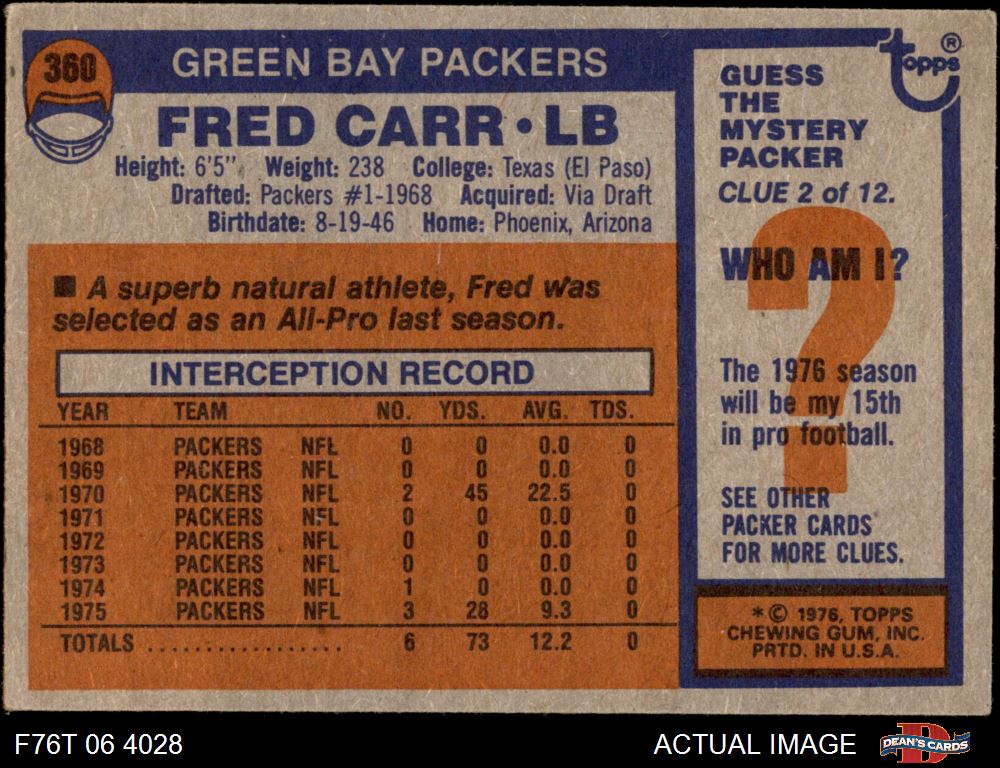 360
GREEN BAY PACKERS
FRED CARR • LB
Height: 6'5" Weight: 238 College: Texas (El Paso)
Drafted: Packers #1-1968 Acquired: Via Draft
Birthdate: 8-19-46 Home: Phoenix, Arizona
■ A superb natural athlete, Fred was
selected as an All-Pro last season.
INTERCEPTION RECORD
YEAR TEAM NO. YDS. AVG. TDS.
1968 PACKERS NFL 0 0 0.0 0
1969 PACKERS NFL 0 0 0.0 0
1970 PACKERS NFL 2 45 22.5 0
1971 PACKERS NFL 0 0 0.0 0
1972 PACKERS NFL 0 0 0.0 0
1973 PACKERS NFL 0 0 0.0 0
1974 PACKERS NFL 1 0 0.0 0
1975 PACKERS NFL 3 28 9.3 0
TOTALS ................. 6 73 12.2 0
topps ®
GUESS
THE
MYSTERY
PACKER
CLUE 2 of 12.
?
WHO AM I?
The 1976 season
will be my 15th
in pro football.
SEE OTHER
PACKER CARDS
FOR MORE CLUES.
* © 1976, TOPPS
CHEWING GUM, INC.
PRTD. IN U.S.A.
F76T 06 4028
ACTUAL IMAGE
DEAN'S CARDS